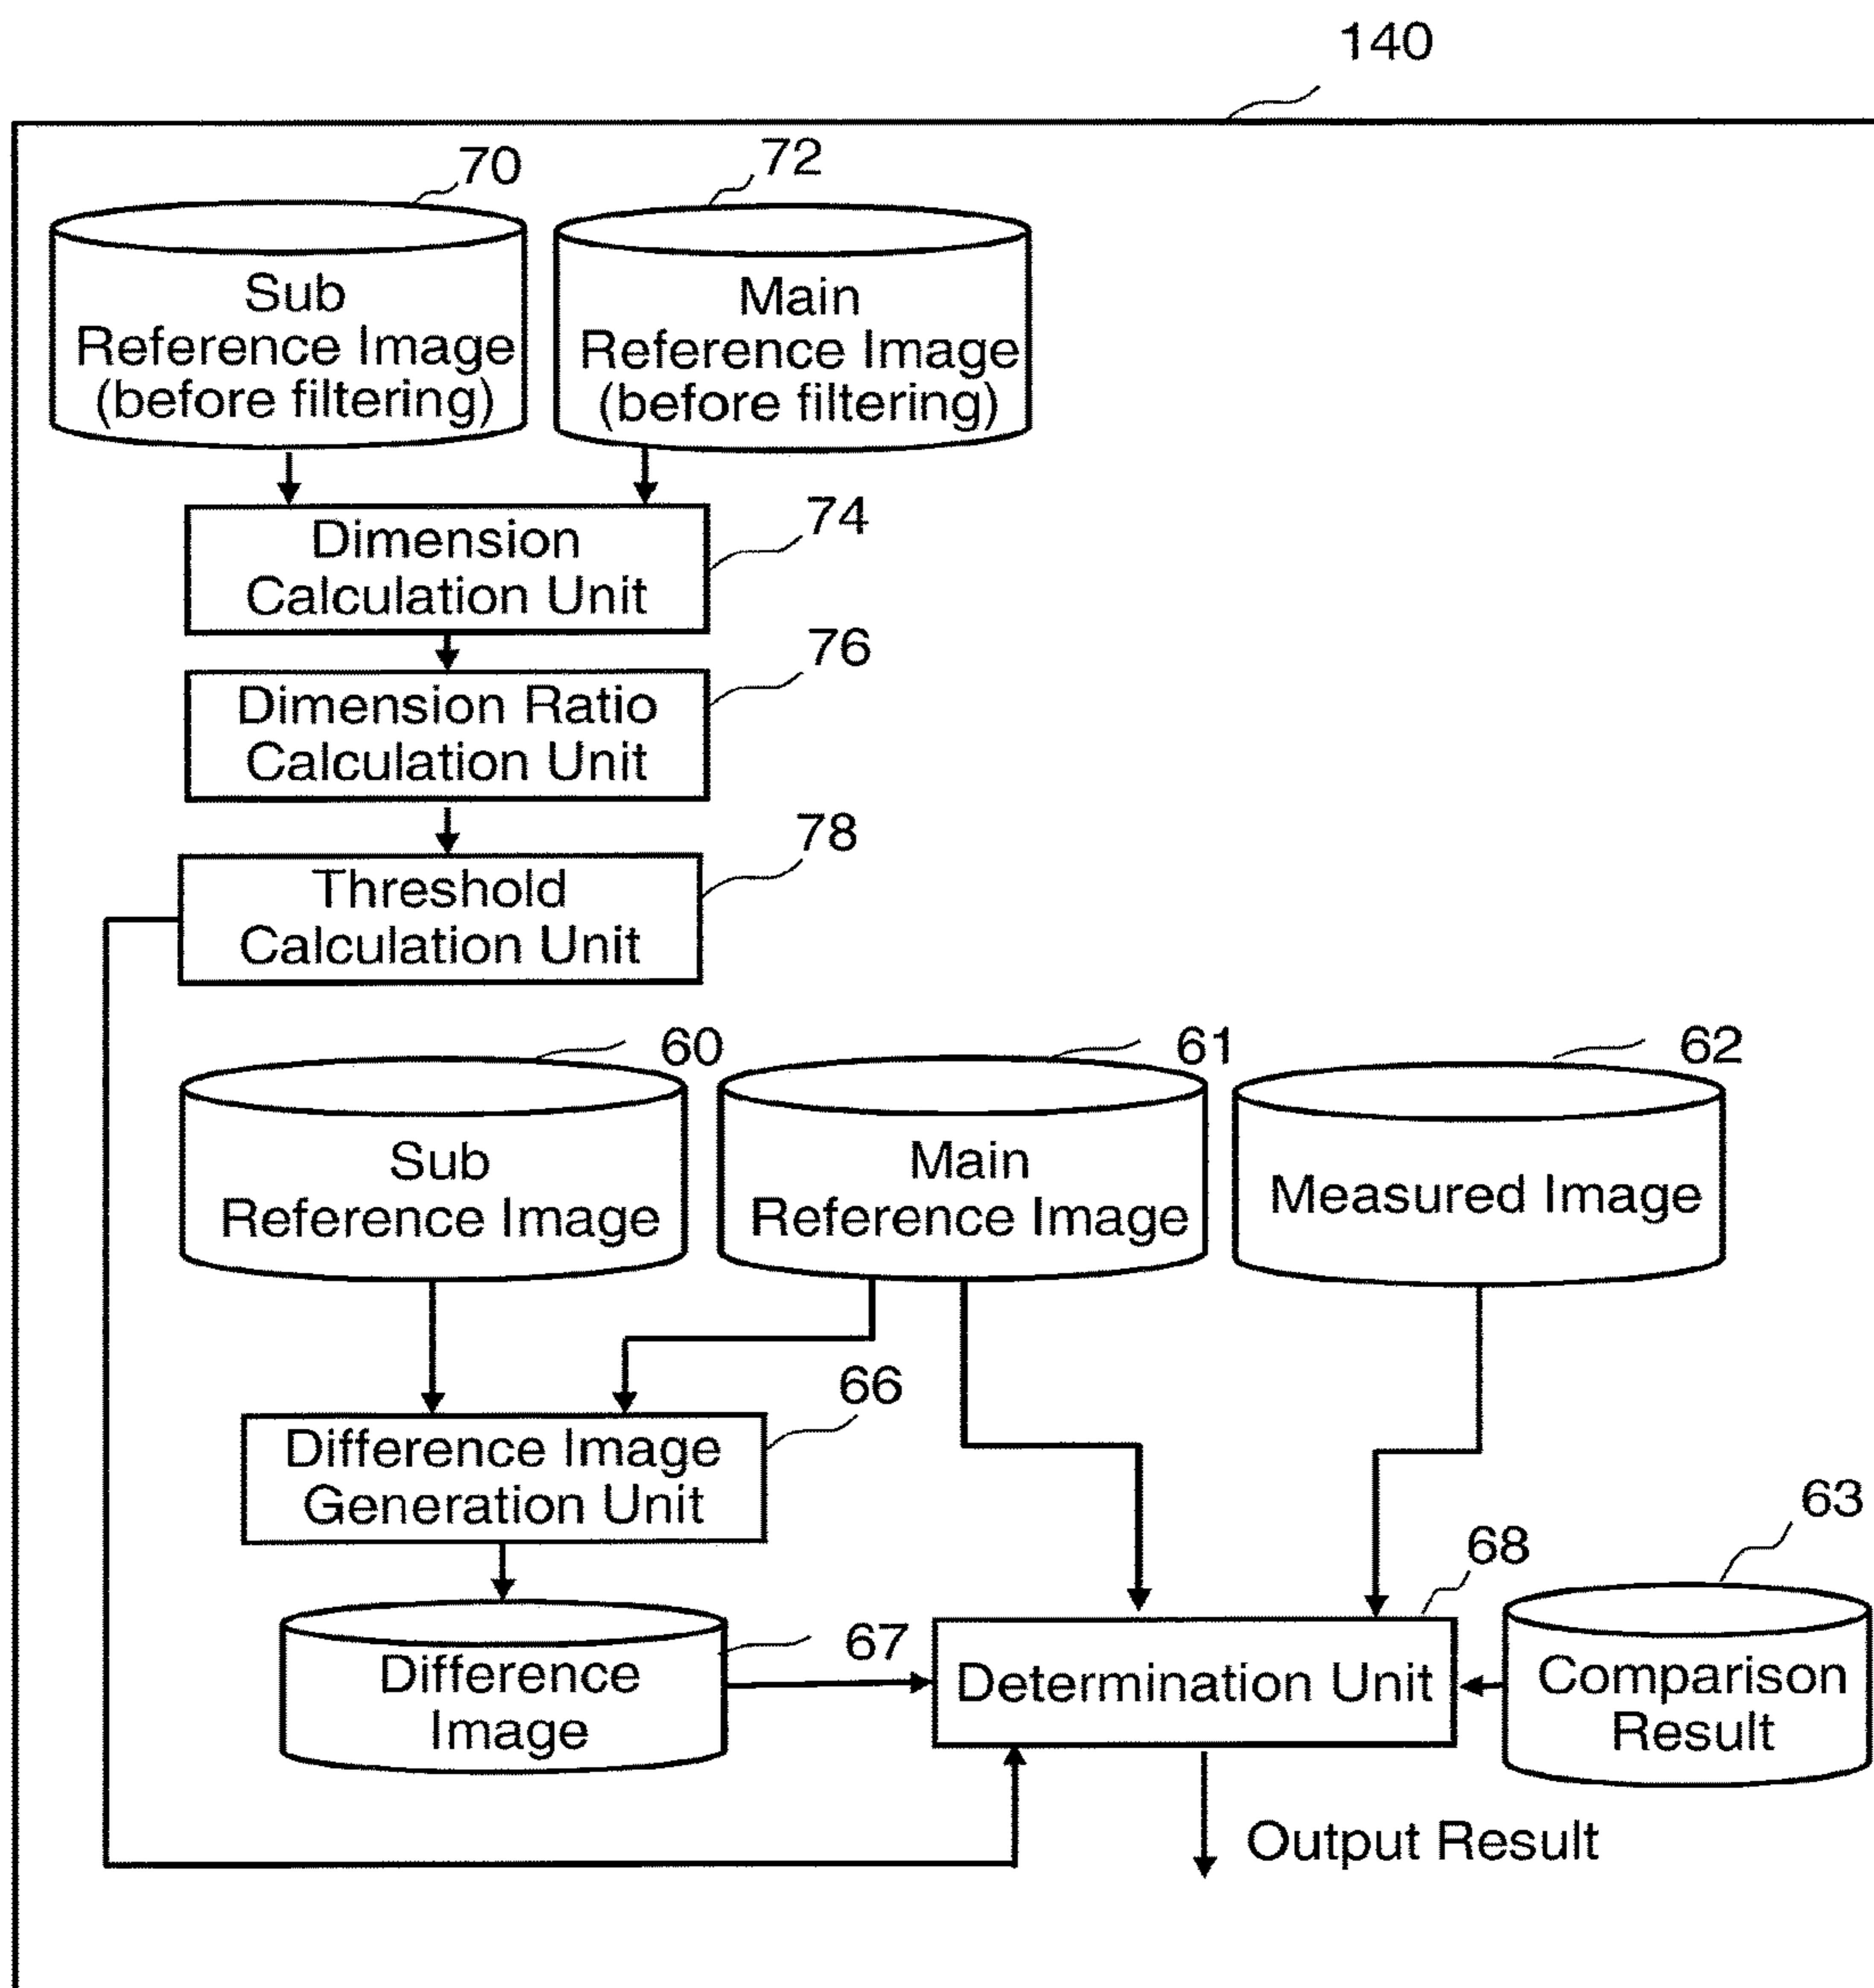 140
70
72
Sub
Reference Image
(before filtering)
Main
Reference Image
(before filtering)
74
Dimension
Calculation Unit
76
Dimension Ratio
Calculation Unit
78
Threshold
Calculation Unit
60
61
62
Sub
Reference Image
Main
Reference Image
Measured Image
66
Difference Image
Generation Unit
63
68
67
Difference
Image
Determination Unit
Comparison
Result
Output Result